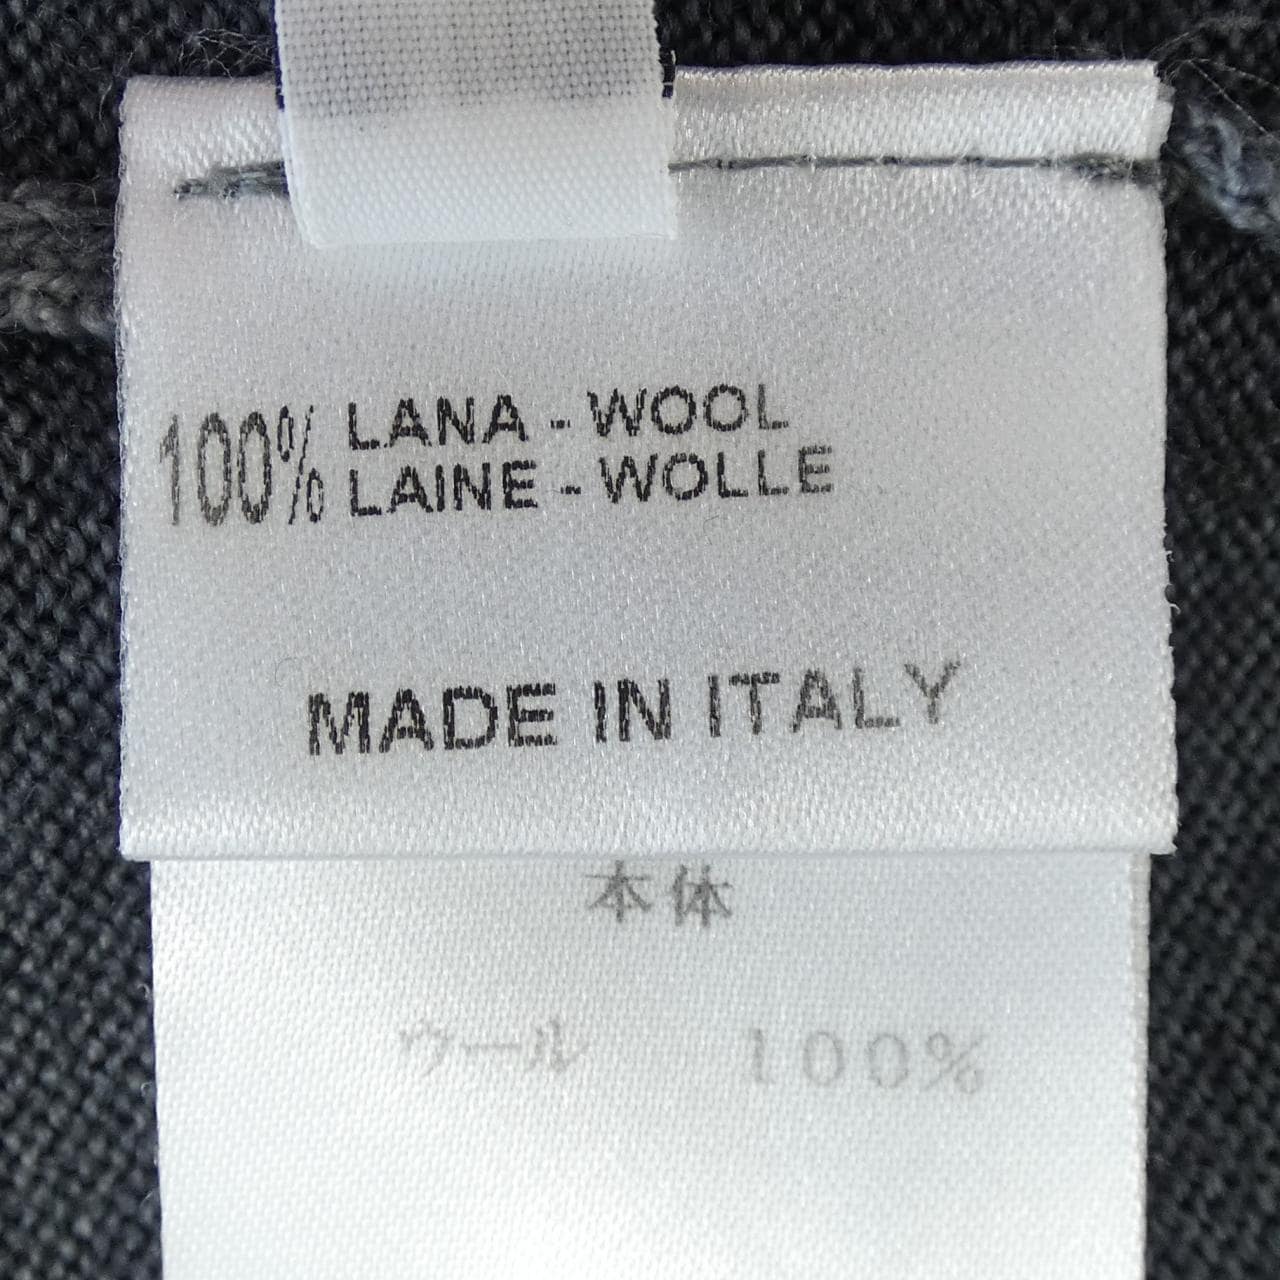 100% LANA - WOOL
LAINE - WOLLE
MADE IN ITALY
本体
ウール 100%